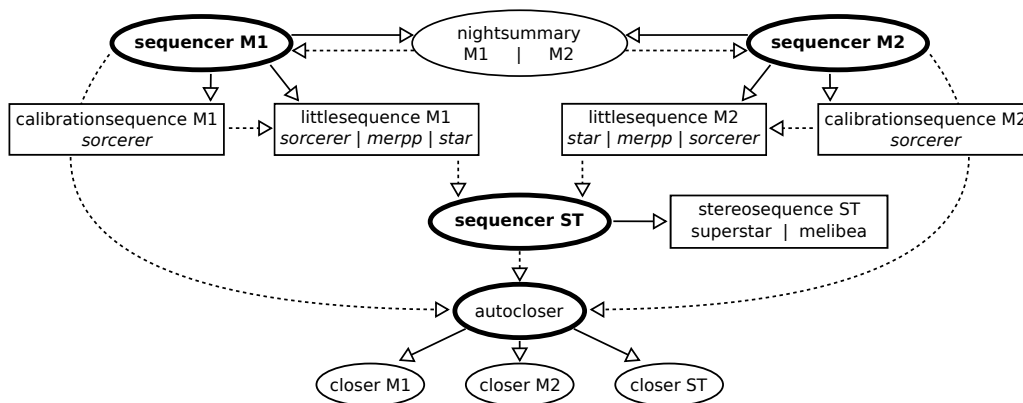 sequencer M1
nightsummary
M1 | M2
sequencer M2
calibrationsequence M1
sorcerer
littlesequence M1
sorcerer | merpp | star
littlesequence M2
star | merpp | sorcerer
calibrationsequence M2
sorcerer
sequencer ST
stereosequence ST
superstar | melibea
autocloser
closer M1
closer M2
closer ST